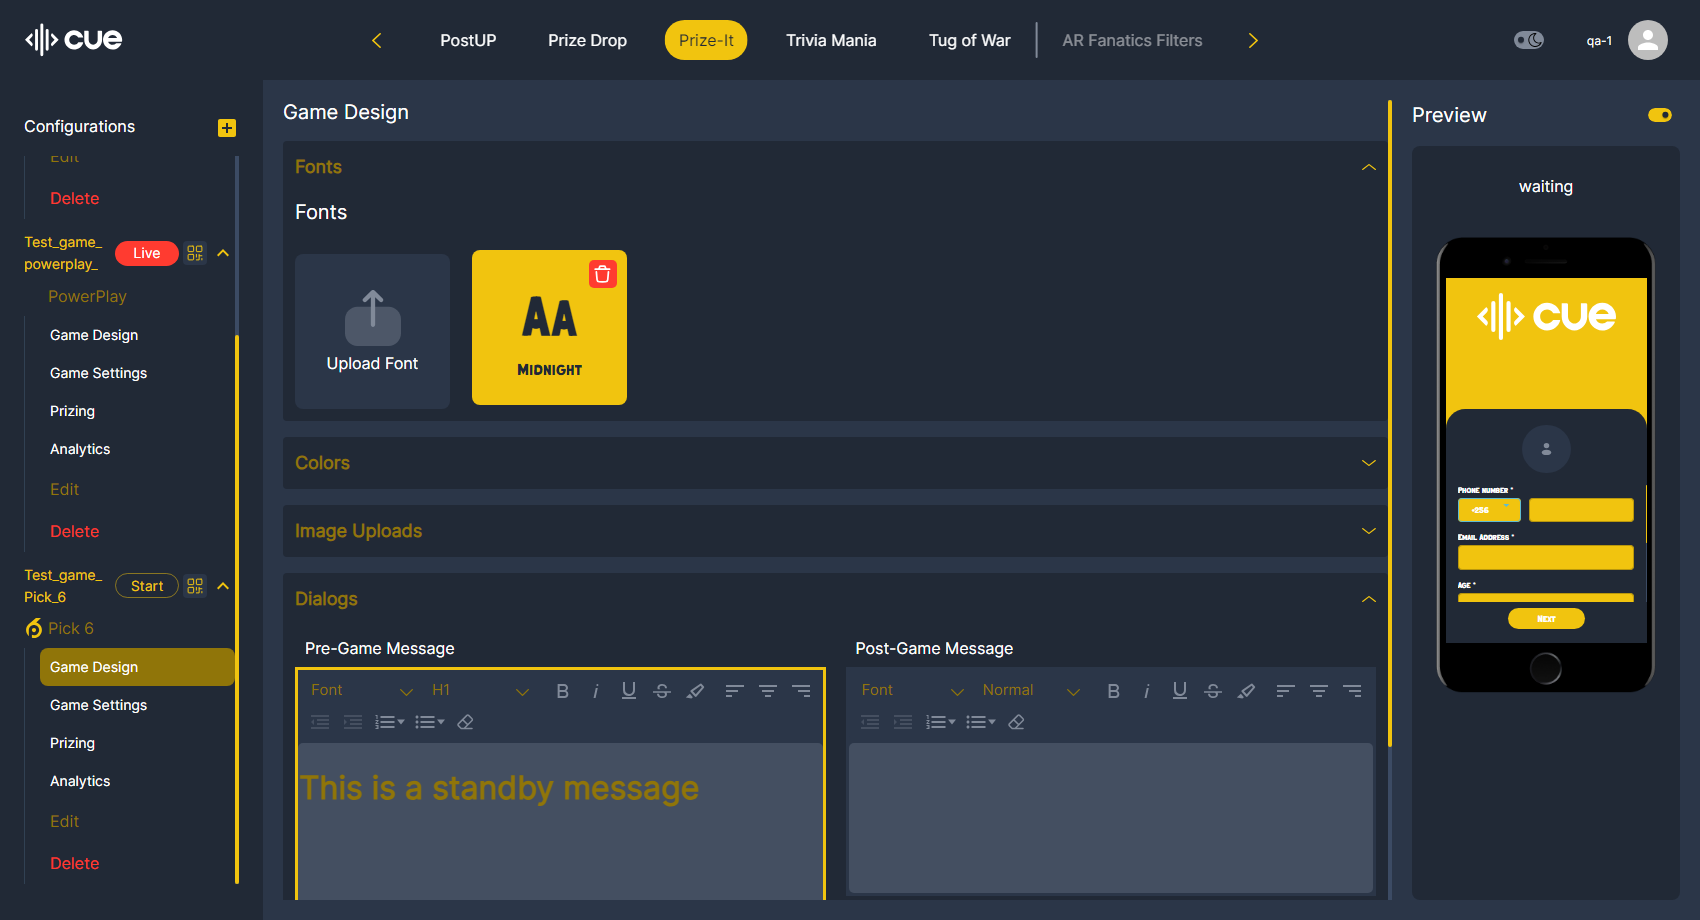 cue
PostUP
Prize Drop
Prize-It
Trivia Mania
Tug of War
AR Fanatics Filters
qa-1
Configurations
Edit
Delete
Test_game_
powerplay_
Live
PowerPlay
Game Design
Game Settings
Prizing
Analytics
Edit
Delete
Test_game_
Pick_6
Start
Pick 6
Game Design
Game Settings
Prizing
Analytics
Edit
Delete
Game Design
Fonts
Fonts
Upload Font
AA
Midnight
Colors
Image Uploads
Dialogs
Pre-Game Message
Font
H1
B
i
U
S
This is a standby message
Post-Game Message
Font
Normal
B
i
U
S
Preview
waiting
cue
Phone number *
+256
Email Address *
Age *
Next